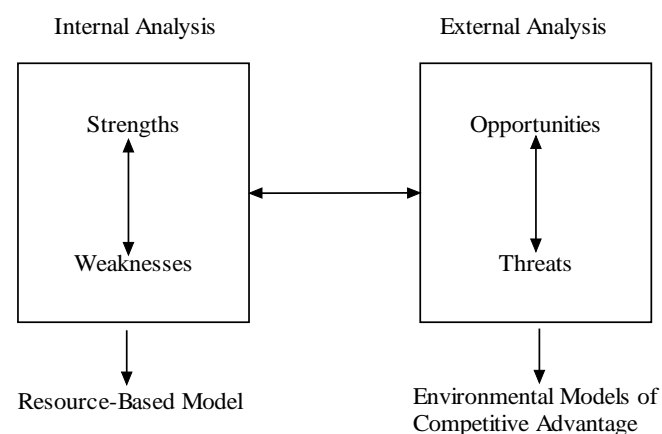 Internal Analysis
External Analysis
Strengths
Opportunities
Weaknesses
Threats
Resource-Based Model
Environmental Models of
Competitive Advantage